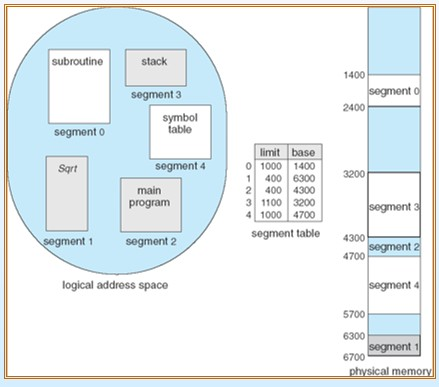 subroutine
segment 0
stack
segment 3
symbol
table
segment 4
Sqrt
segment 1
main
program
segment 2
logical address space
limit base
0 1000 1400
1 400 6300
2 400 4300
3 1100 3200
4 1000 4700
segment table
1400
segment 0
2400
3200
segment 3
4300
segment 2
4700
segment 4
5700
6300
segment 1
6700
physical memory